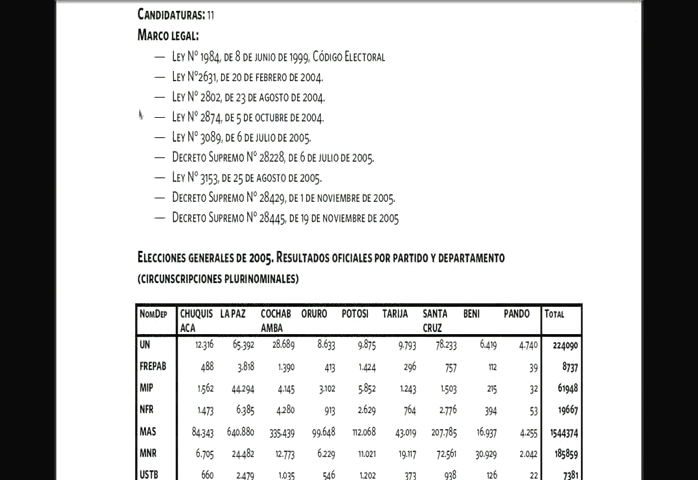 CANDIDATURAS: 11
MARCO LEGAL:
— LEY Nº 1984, DE 8 DE JUNIO DE 1999, CÓDIGO ELECTORAL
— LEY Nº2631, DE 20 DE FEBRERO DE 2004.
— LEY Nº 2802, DE 23 DE AGOSTO DE 2004.
— LEY Nº 2874, DE 5 DE OCTUBRE DE 2004.
— LEY Nº 3089, DE 6 DE JULIO DE 2005.
— DECRETO SUPREMO Nº 28228, DE 6 DE JULIO DE 2005.
— LEY Nº 3153, DE 25 DE AGOSTO DE 2005.
— DECRETO SUPREMO Nº 28429, DE 1 DE NOVIEMBRE DE 2005.
— DECRETO SUPREMO Nº 28445, DE 19 DE NOVIEMBRE DE 2005
ELECCIONES GENERALES DE 2005. RESULTADOS OFICIALES POR PARTIDO Y DEPARTAMENTO
(CIRCUNSCRIPCIONES PLURINOMINALES)
NOMDEP CHUQUIS LA PAZ COCHAB ORURO POTOSI TARIJA SANTA BENI PANDO TOTAL
ACA AMBA CRUZ
UN 12.316 65.392 28.689 8.633 9.875 9.793 78.233 6.419 4.740 224090
FREPAB 488 3.818 1.390 413 1.424 296 757 112 39 8737
MIP 1.562 44.294 4.145 3.102 5.852 1.243 1.503 215 32 61948
NFR 1.473 6.385 4.280 913 2.629 764 2.776 394 53 19667
MAS 84.343 640.880 335.439 99.648 112.068 43.019 207.785 16.937 4.255 1544374
MNR 6.705 24.482 12.773 6.229 11.021 19.117 72.561 30.929 2.042 185859
USTB 660 2.479 1.035 546 1.202 373 938 126 22 7381